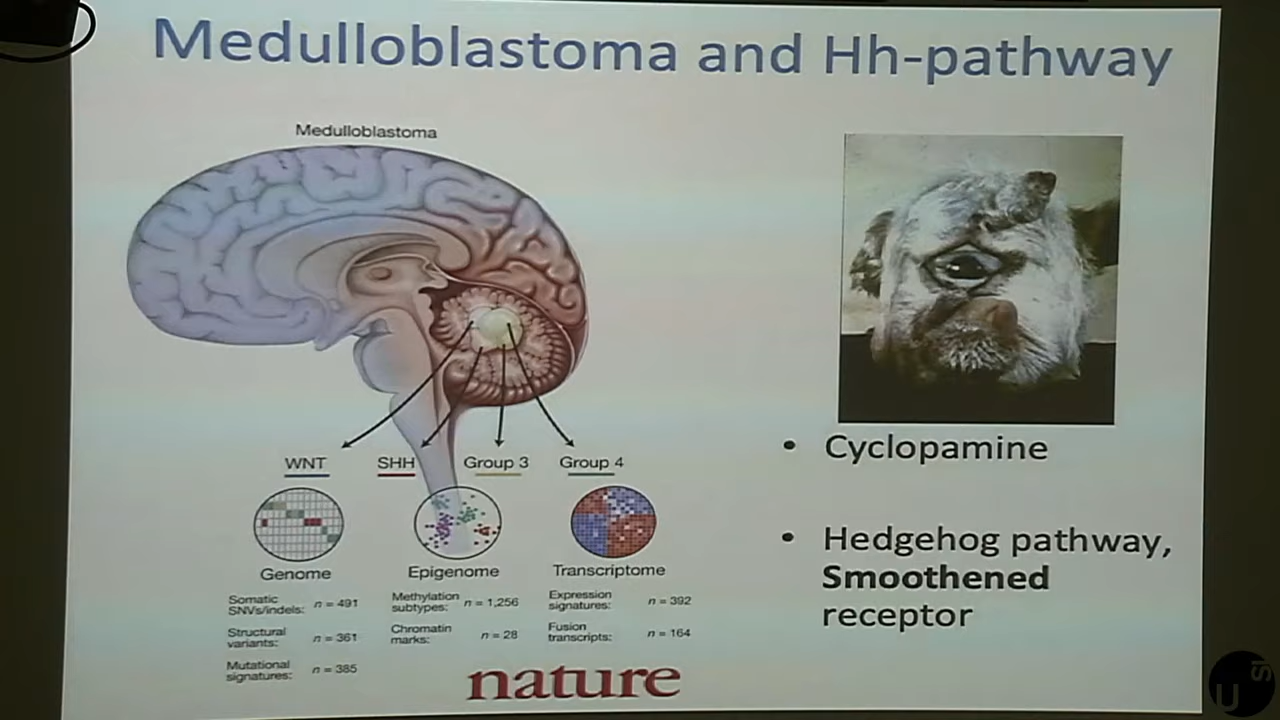 Medulloblastoma and Hh-pathway
Medulloblastoma
WNT SHH Group 3 Group 4
Genome Epigenome Transcriptome
Somatic
SNVs/indels: n = 491
Structural
variants: n = 361
Mutational
signatures: n = 385
Methylation
subtypes: n = 1,256
Chromatin
marks: n = 28
Expression
signatures: n = 392
Fusion
transcripts: n = 164
nature
• Cyclopamine
• Hedgehog pathway,
Smoothened
receptor
U
SI